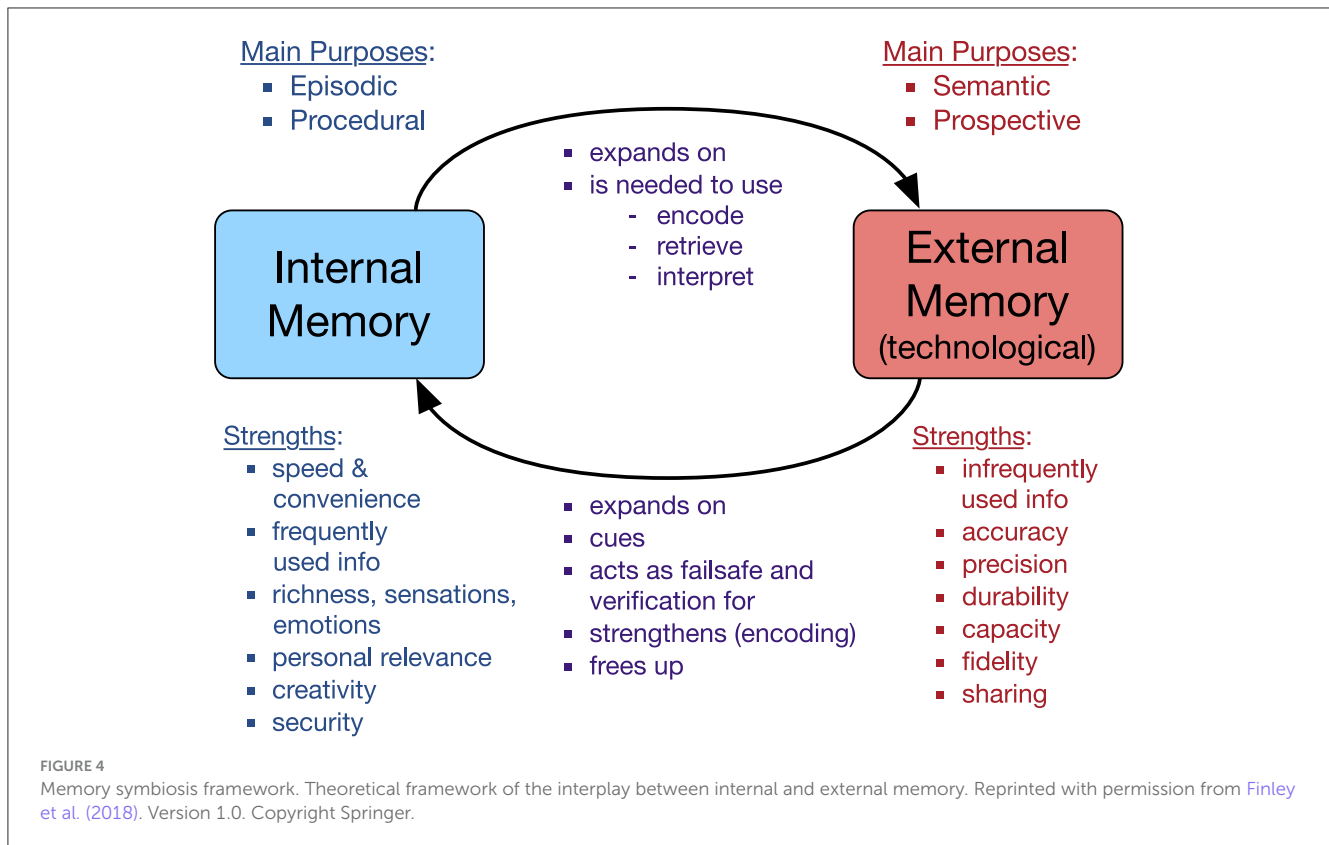 Main Purposes:
▪ Episodic
▪ Procedural
Main Purposes:
▪ Semantic
▪ Prospective
▪ expands on
▪ is needed to use
- encode
- retrieve
- interpret
Internal
Memory
External
Memory
(technological)
Strengths:
▪ speed &
convenience
▪ frequently
used info
▪ richness, sensations,
emotions
▪ personal relevance
▪ creativity
▪ security
▪ expands on
▪ cues
▪ acts as failsafe and
verification for
▪ strengthens (encoding)
▪ frees up
Strengths:
▪ infrequently
used info
▪ accuracy
▪ precision
▪ durability
▪ capacity
▪ fidelity
▪ sharing
FIGURE 4
Memory symbiosis framework. Theoretical framework of the interplay between internal and external memory. Reprinted with permission from Finley
et al. (2018). Version 1.0. Copyright Springer.